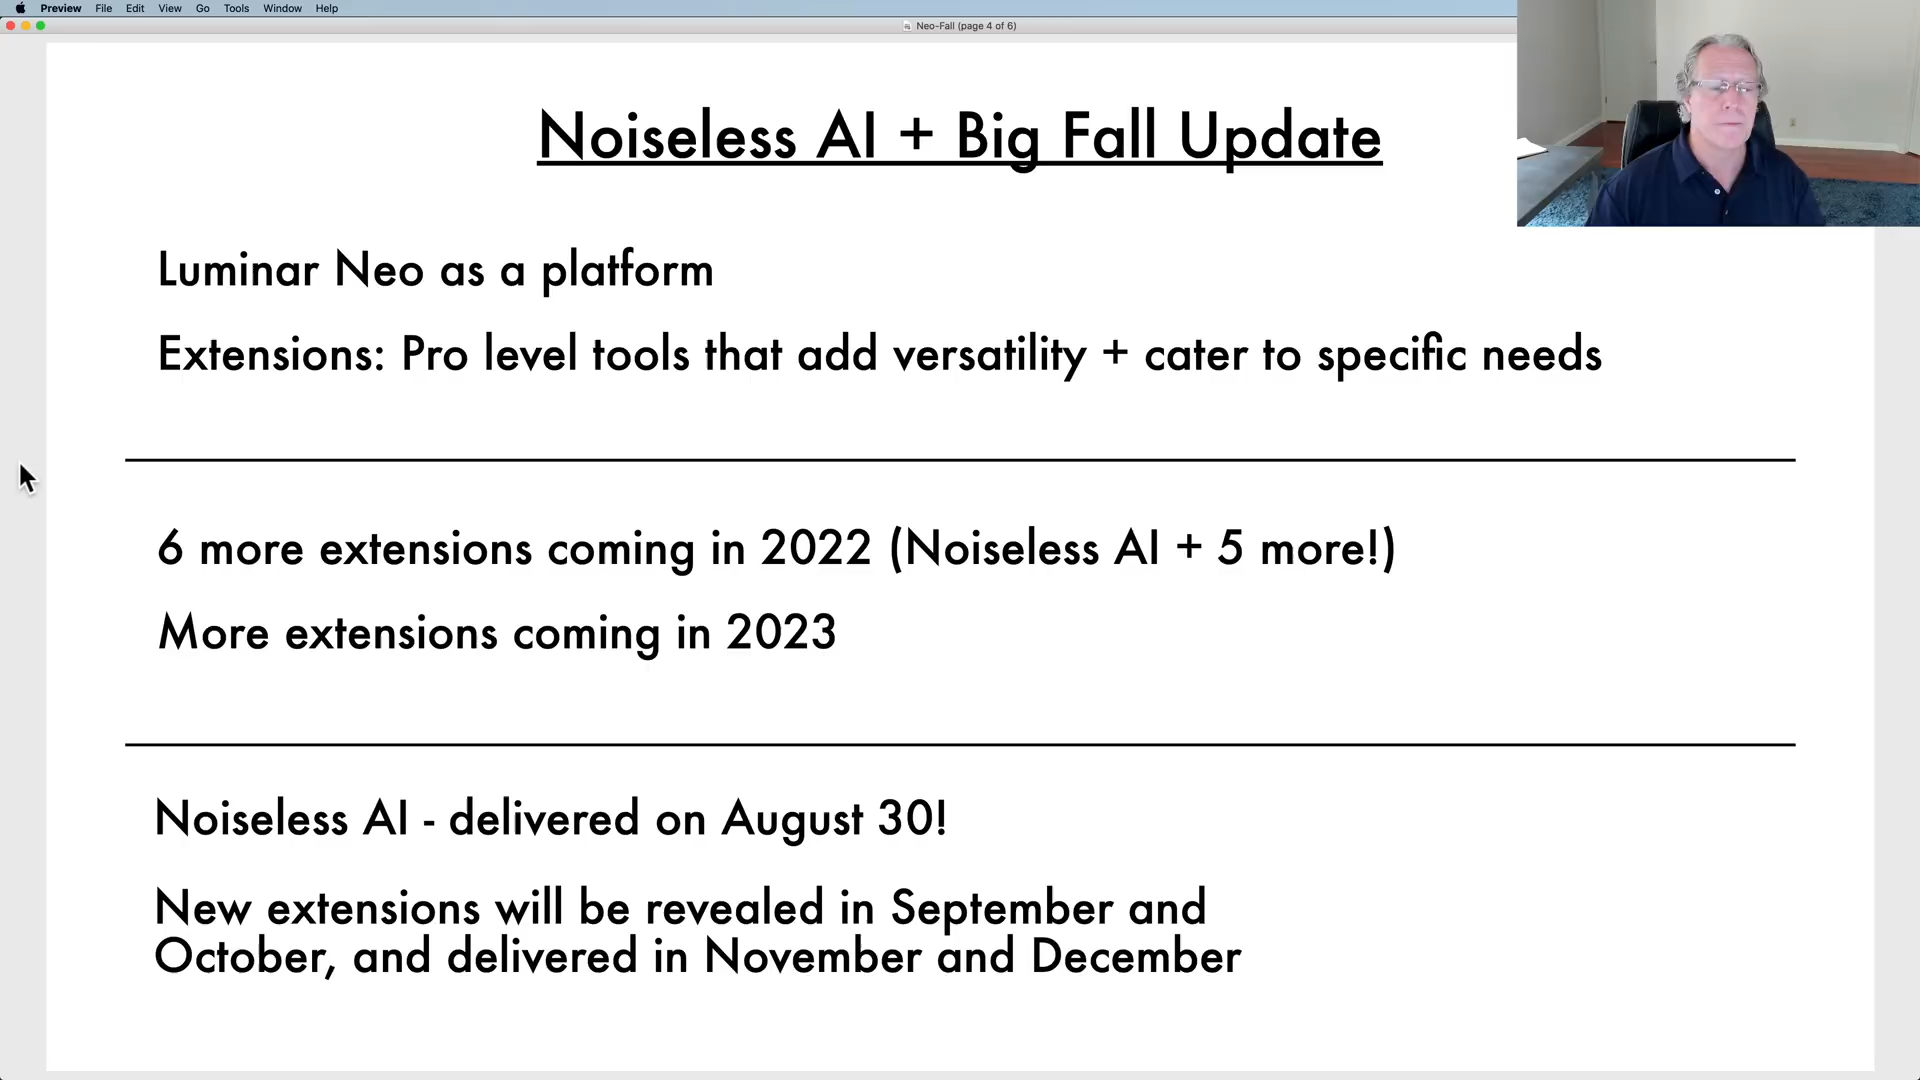 Preview File Edit View Go Tools Window Help
Neo-Fall (page 4 of 6)
Noiseless AI + Big Fall Update
Luminar Neo as a platform
Extensions: Pro level tools that add versatility + cater to specific needs
6 more extensions coming in 2022 (Noiseless AI + 5 more!)
More extensions coming in 2023
Noiseless AI - delivered on August 30!
New extensions will be revealed in September and
October, and delivered in November and December